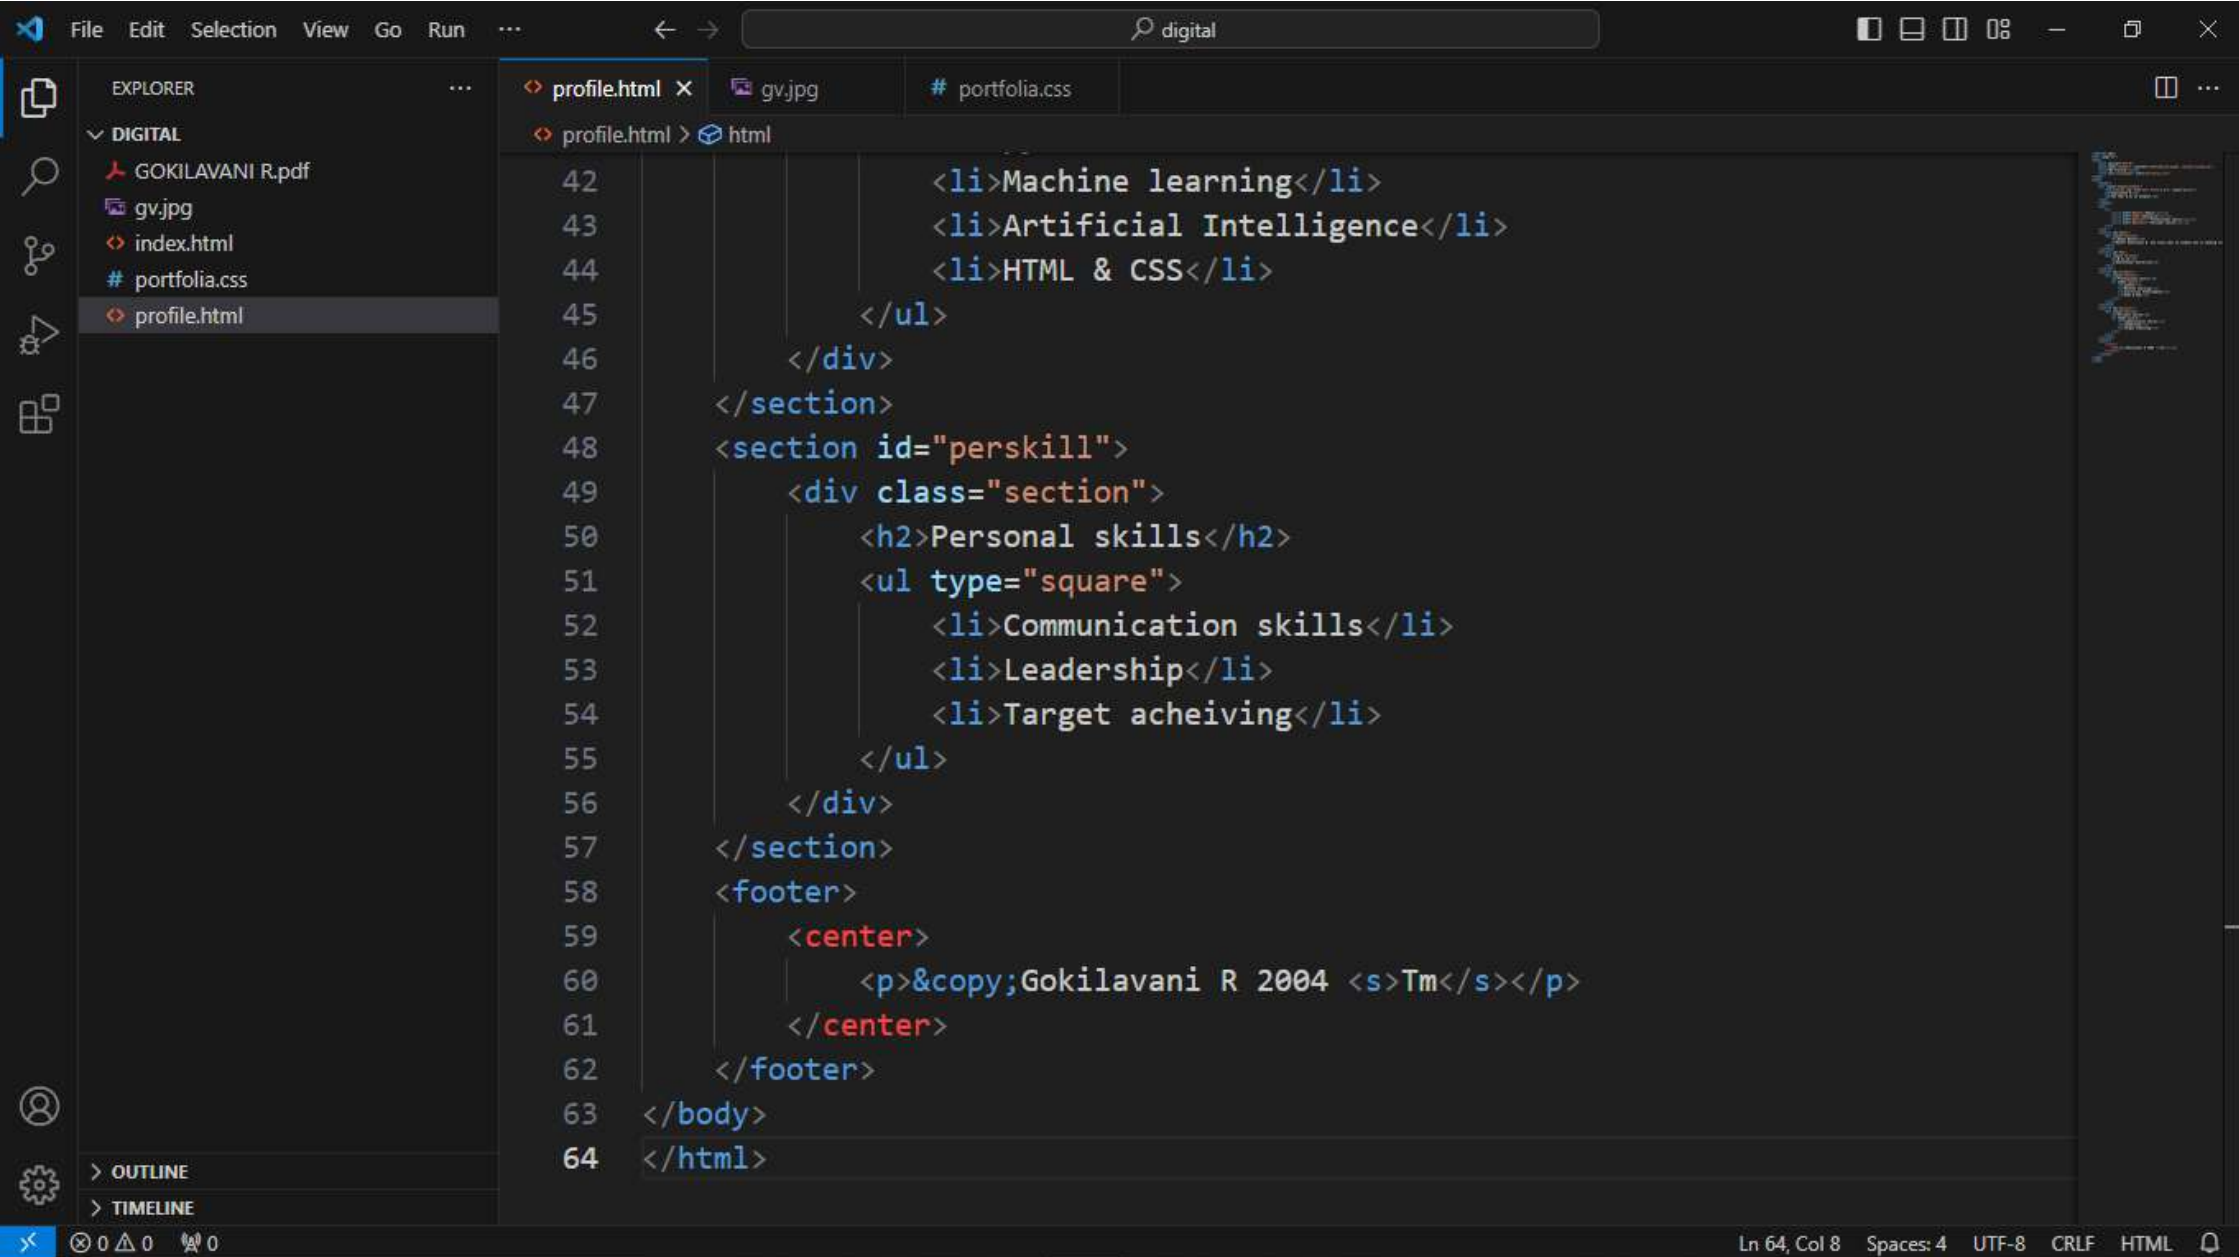 File Edit Selection View Go Run ··· digital
EXPLORER ···
DIGITAL
GOKILAVANI R.pdf
gv.jpg
index.html
portfolia.css
profile.html
OUTLINE
TIMELINE
profile.html gv.jpg # portfolia.css
profile.html > html
42 <li>Machine learning</li>
43 <li>Artificial Intelligence</li>
44 <li>HTML & CSS</li>
45 </ul>
46 </div>
47 </section>
48 <section id="perskill">
49 <div class="section">
50 <h2>Personal skills</h2>
51 <ul type="square">
52 <li>Communication skills</li>
53 <li>Leadership</li>
54 <li>Target acheiving</li>
55 </ul>
56 </div>
57 </section>
58 <footer>
59 <center>
60 <p>&copy;Gokilavani R 2004 <s>Tm</s></p>
61 </center>
62 </footer>
63 </body>
64 </html>
0 0 0 Ln 64, Col 8 Spaces: 4 UTF-8 CRLF HTML